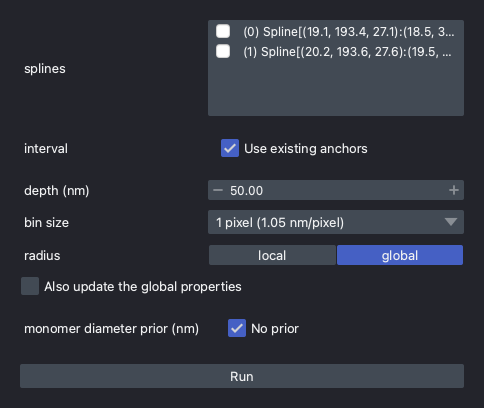 splines
(0) Spline[(19.1, 193.4, 27.1):(18.5, 3...
(1) Spline[(20.2, 193.6, 27.6):(19.5, ...
interval
Use existing anchors
depth (nm)
50.00
bin size
1 pixel (1.05 nm/pixel)
radius
local
global
Also update the global properties
monomer diameter prior (nm)
No prior
Run